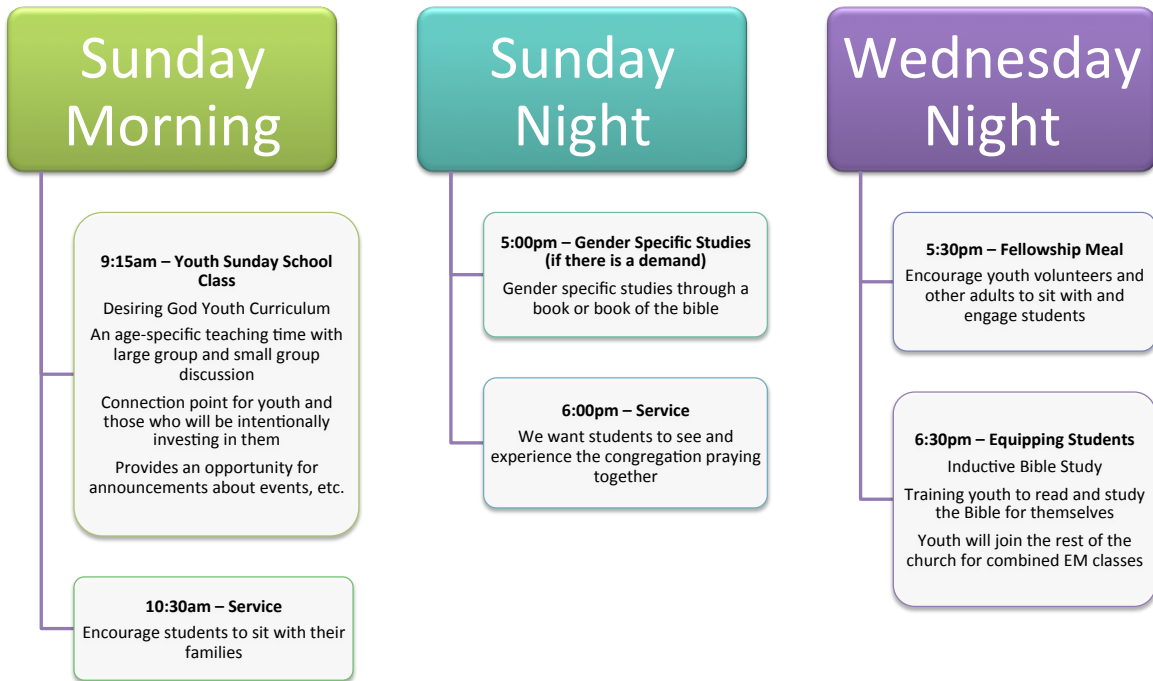 Sunday
Morning
9:15am – Youth Sunday School
Class
Desiring God Youth Curriculum
An age-specific teaching time with
large group and small group
discussion
Connection point for youth and
those who will be intentionally
investing in them
Provides an opportunity for
announcements about events, etc.
10:30am – Service
Encourage students to sit with their
families
Sunday
Night
5:00pm – Gender Specific Studies
(if there is a demand)
Gender specific studies through a
book or book of the bible
6:00pm – Service
We want students to see and
experience the congregation praying
together
Wednesday
Night
5:30pm – Fellowship Meal
Encourage youth volunteers and
other adults to sit with and
engage students
6:30pm – Equipping Students
Inductive Bible Study
Training youth to read and study
the Bible for themselves
Youth will join the rest of the
church for combined EM classes